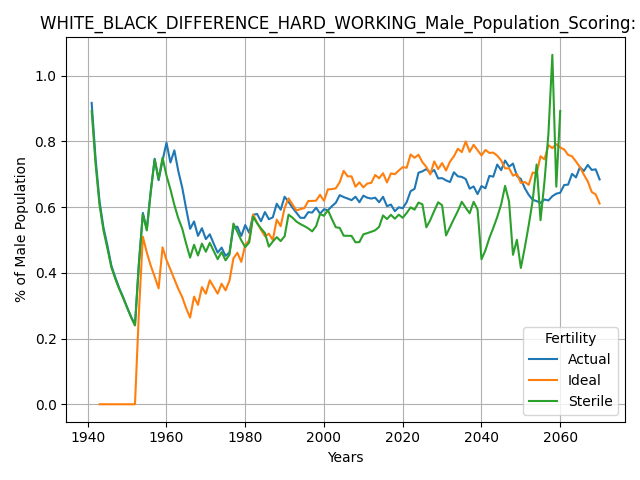 WHITE_BLACK_DIFFERENCE_HARD_WORKING_Male_Population_Scoring:
% of Male Population
1.0
0.8
0.6
0.4
0.2
0.0
Fertility
Actual
Ideal
Sterile
1940 1960 1980 2000 2020 2040 2060
Years